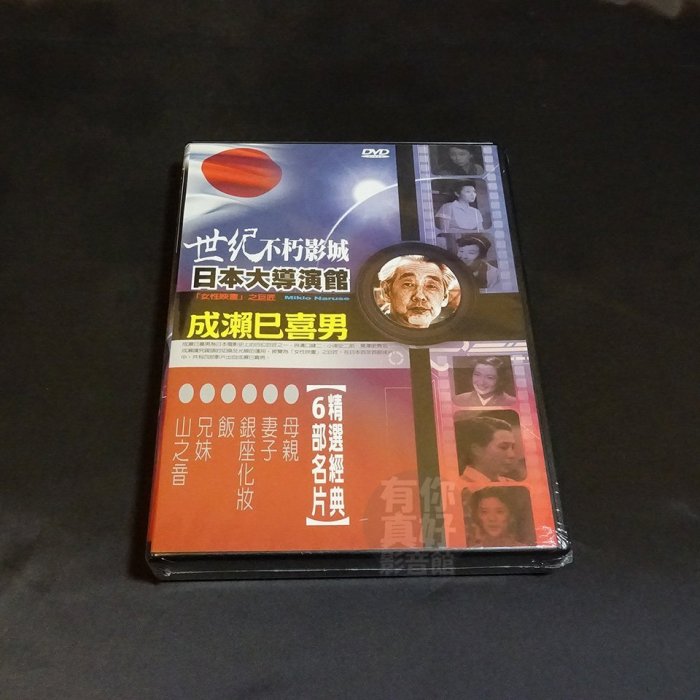 DVD
世紀不朽影城
日本大導演館
「女性映畫」之巨匠 Mikio Naruse
成瀨巳喜男
【精選經典
6部名片】
母親
妻子
銀座化妝
飯
兄妹
山之音
有你
真好
影音館